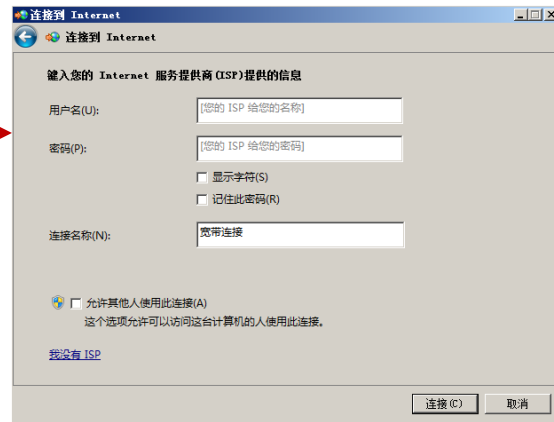 连接到 Internet
连接到 Internet
键入您的 Internet 服务提供商(ISP)提供的信息
用户名(U):
[您的 ISP 给您的名称]
密码(P):
[您的 ISP 给您的密码]
显示字符(S)
记住此密码(R)
连接名称(N):
宽带连接
允许其他人使用此连接(A)
这个选项允许可以访问这台计算机的人使用此连接。
我没有 ISP
连接(C)
取消